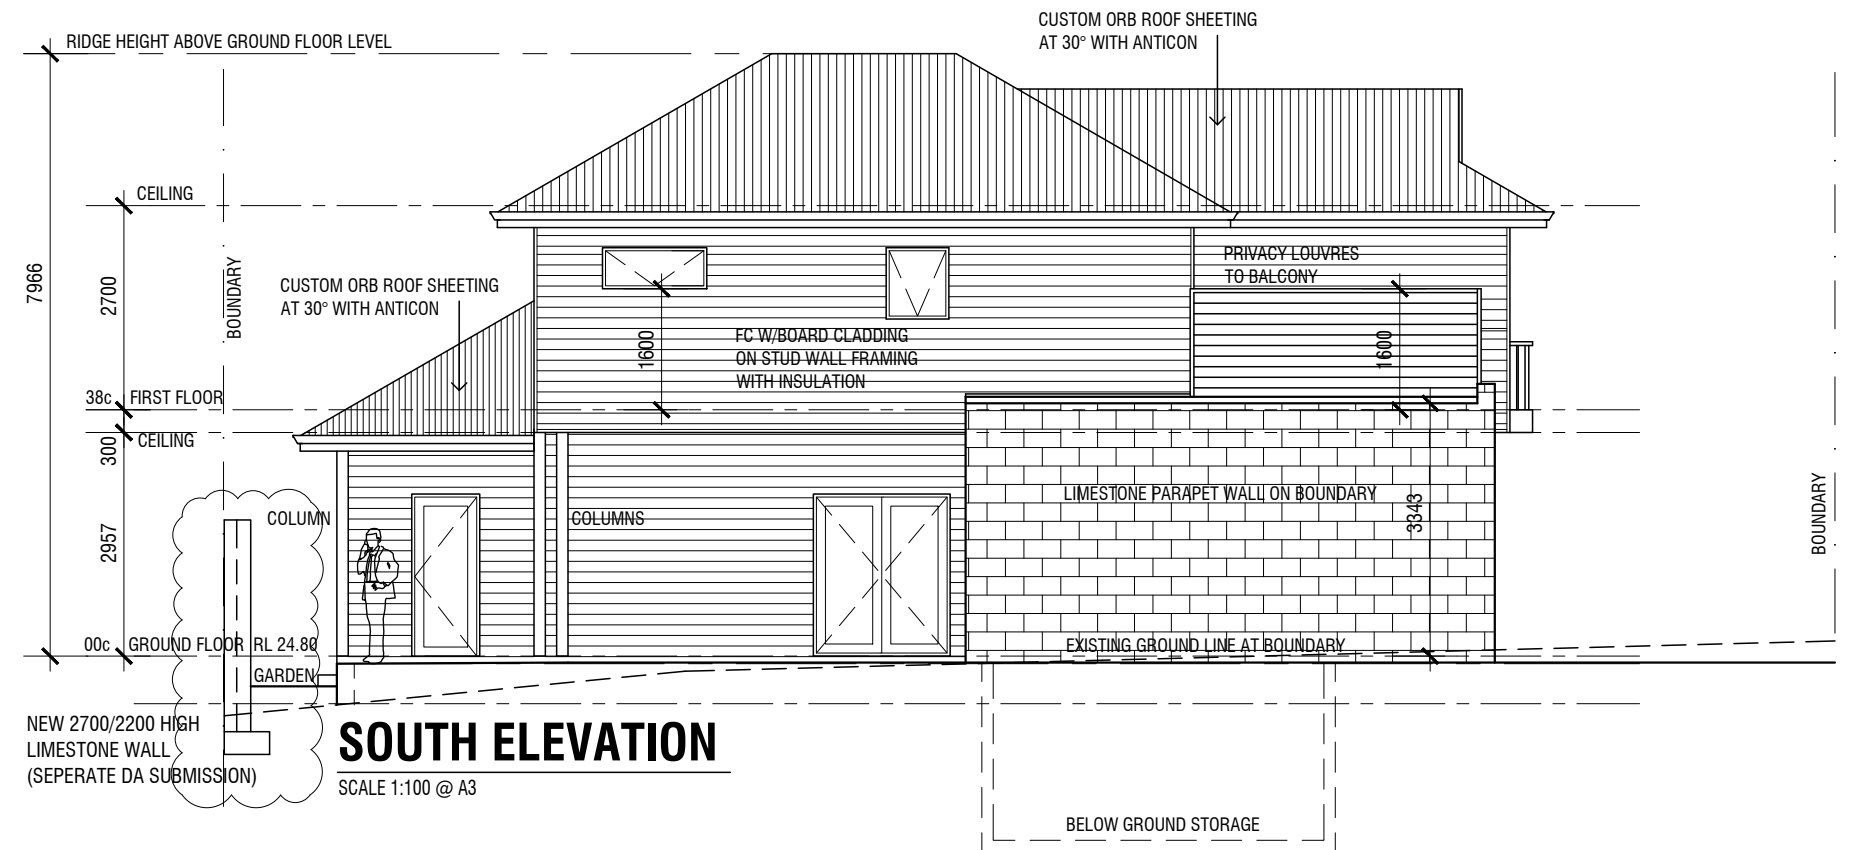 CUSTOM ORB ROOF SHEETING
AT 30° WITH ANTICON
RIDGE HEIGHT ABOVE GROUND FLOOR LEVEL
CEILING
7966
2700
BOUNDARY
CUSTOM ORB ROOF SHEETING
AT 30° WITH ANTICON
PRIVACY LOUVRES
TO BALCONY
1600
FC W/BOARD CLADDING
ON STUD WALL FRAMING
WITH INSULATION
1600
38c FIRST FLOOR
300
CEILING
COLUMN
COLUMNS
LIMESTONE PARAPET WALL ON BOUNDARY
3343
BOUNDARY
2957
00c GROUND FLOOR RL 24.80
EXISTING GROUND LINE AT BOUNDARY
GARDEN
NEW 2700/2200 HIGH
LIMESTONE WALL
(SEPERATE DA SUBMISSION)
SOUTH ELEVATION
SCALE 1:100 @ A3
BELOW GROUND STORAGE